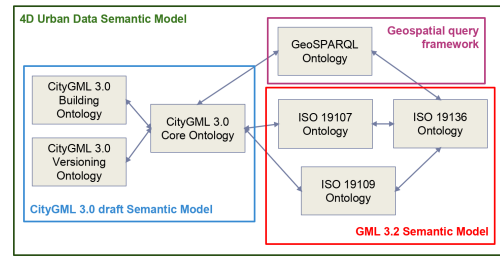 4D Urban Data Semantic Model
Geospatial query
framework
GeoSPARQL
Ontology
CityGML 3.0
Building
Ontology
CityGML 3.0
Versioning
Ontology
CityGML 3.0
Core Ontology
ISO 19107
Ontology
ISO 19136
Ontology
ISO 19109
Ontology
CityGML 3.0 draft Semantic Model
GML 3.2 Semantic Model